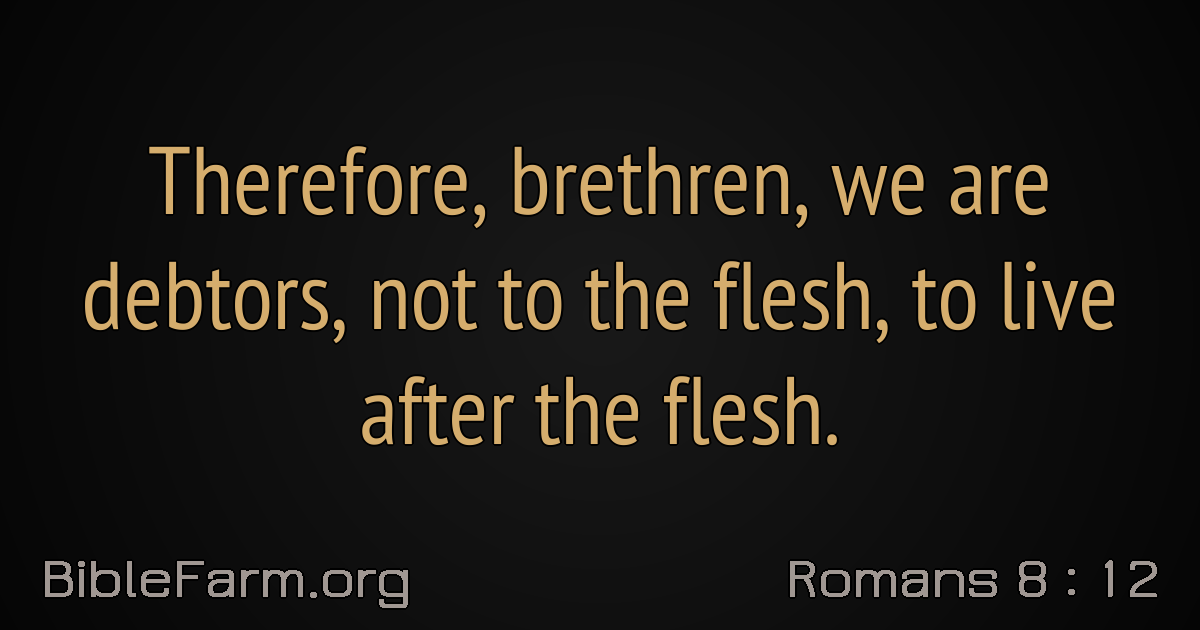 Therefore, brethren, we are
debtors, not to the flesh, to live
after the flesh.
BibleFarm.org
Romans 8 : 12